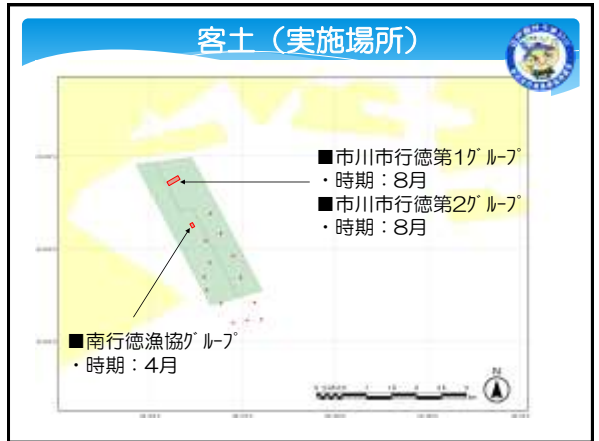 客土（実施場所）
■市川市行徳第1ｸﾞﾙｰﾌﾟ
・時期：8月
■市川市行徳第2ｸﾞﾙｰﾌﾟ
・時期：8月
■南行徳漁協ｸﾞﾙｰﾌﾟ
・時期：4月
N